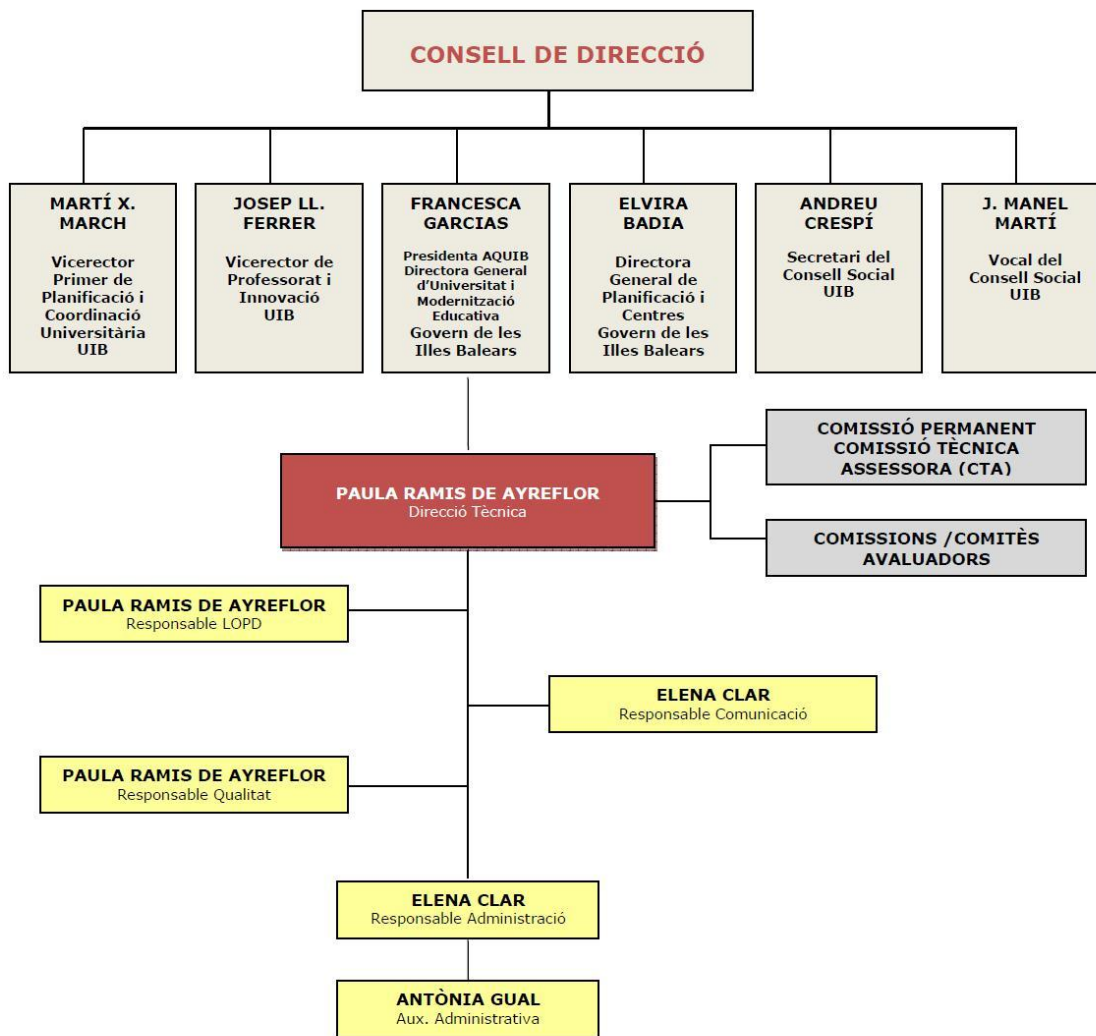 CONSELL DE DIRECCIÓ
MARTÍ X.
MARCH
Vicerector
Primer de
Planificació i
Coordinació
Universitària
UIB
JOSEP LL.
FERRER
Vicerector de
Professorat i
Innovació
UIB
FRANCESCA
GARCIAS
Presidenta AQUIB
Directora General
d'Universitat i
Modernització
Educativa
Govern de les
Illes Balears
ELVIRA
BADIA
Directora
General de
Planificació i
Centres
Govern de les
Illes Balears
ANDREU
CRESPÍ
Secretari del
Consell Social
UIB
J. MANEL
MARTÍ
Vocal del
Consell Social
UIB
COMISSIÓ PERMANENT
COMISSIÓ TÈCNICA
ASSESSORA (CTA)
PAULA RAMIS DE AYREFLOR
Direcció Tècnica
COMISSIONS /COMITÈS
AVALUADORS
PAULA RAMIS DE AYREFLOR
Responsable LOPD
ELENA CLAR
Responsable Comunicació
PAULA RAMIS DE AYREFLOR
Responsable Qualitat
ELENA CLAR
Responsable Administració
ANTÒNIA GUAL
Aux. Administrativa